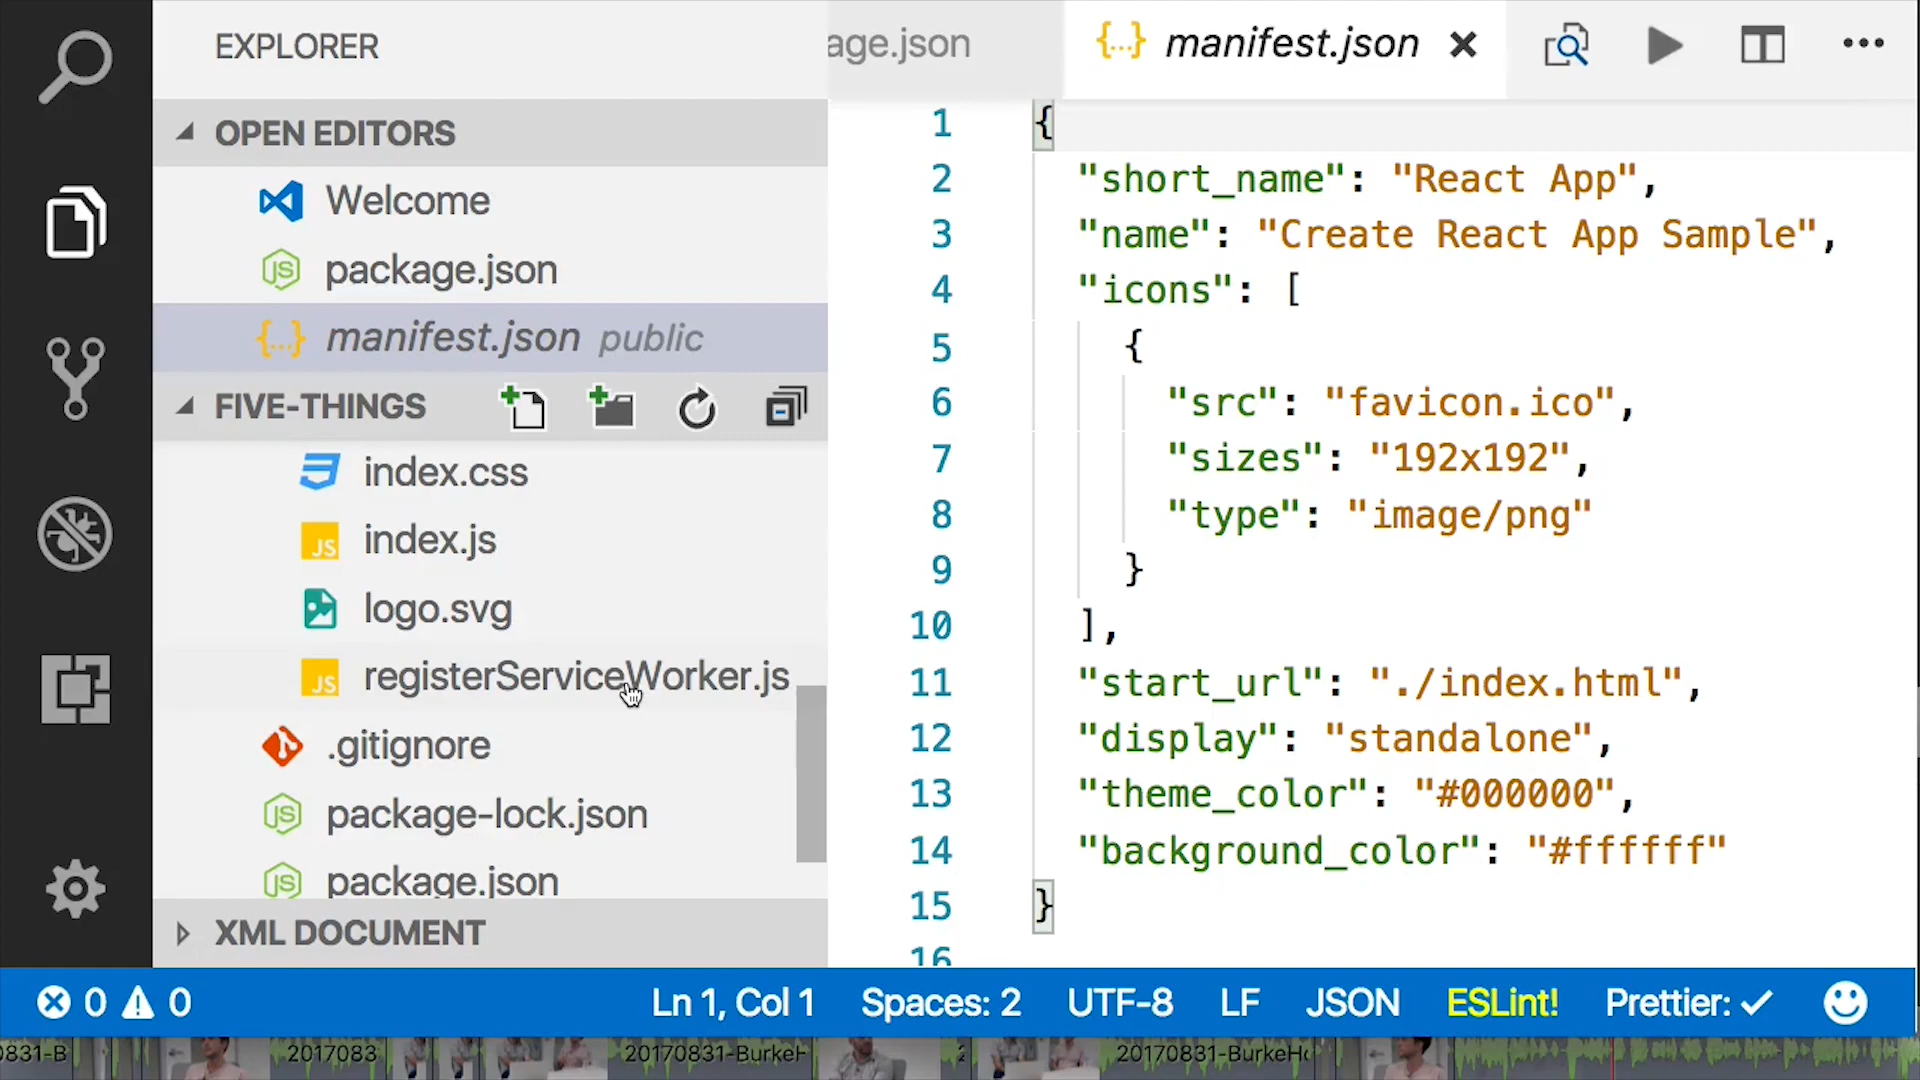 EXPLORER
OPEN EDITORS
Welcome
package.json
manifest.json public
FIVE-THINGS
index.css
index.js
logo.svg
registerServiceWorker.js
.gitignore
package-lock.json
package.json
XML DOCUMENT
age.json
{...} manifest.json
1 {
2 "short_name": "React App",
3 "name": "Create React App Sample",
4 "icons": [
5 {
6 "src": "favicon.ico",
7 "sizes": "192x192",
8 "type": "image/png"
9 }
10 ],
11 "start_url": "./index.html",
12 "display": "standalone",
13 "theme_color": "#000000",
14 "background_color": "#ffffff"
15 }
16
0 0 Ln 1, Col 1 Spaces: 2 UTF-8 LF JSON ESLint! Prettier: ✓
0831-B 2017083 20170831-BurkeH 20170831-BurkeHo